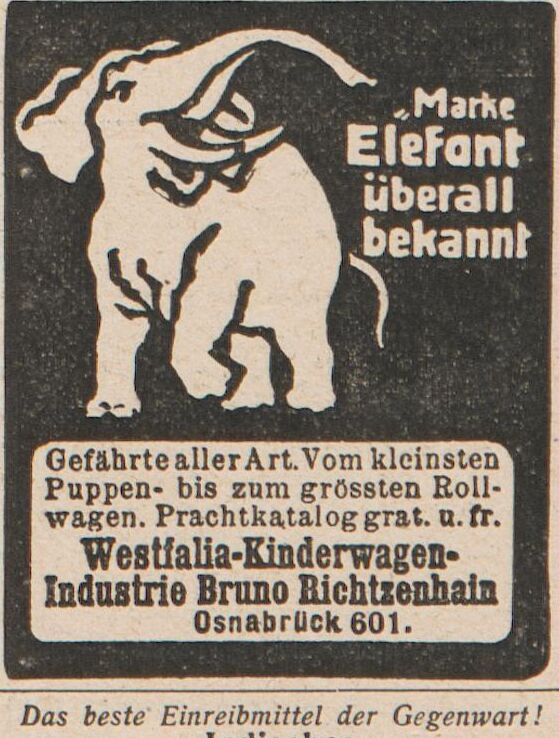 „Marke
Elefant
überall
bekannt
Gefährte aller Art. Vom kleinsten
Puppen- bis zum grössten Roll-
wagen. Prachtkatalog grat. u. fr.
Westfalia-Kinderwagen-
Industrie Bruno Richtzenhain
Osnabrück 601.
Das beste Einreibmittel der Gegenwart!